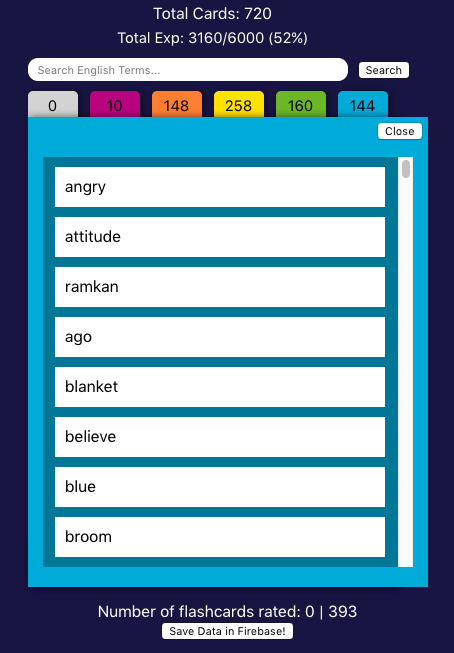 Total Cards: 720
Total Exp: 3160/6000 (52%)
Search English Terms... Search
0 10 148 258 160 144
Close
angry
attitude
ramkan
ago
blanket
believe
blue
broom
Number of flashcards rated: 0 | 393
Save Data in Firebase!